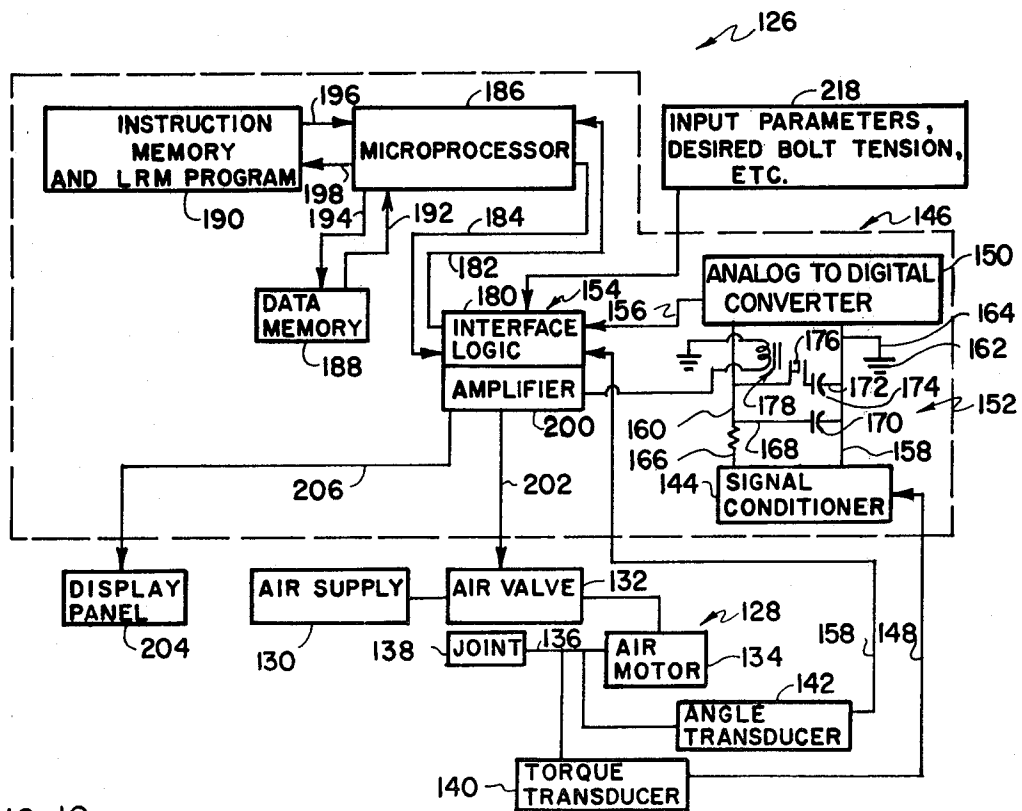 126
196
186
218
INSTRUCTION
MEMORY
AND LRM PROGRAM
MICROPROCESSOR
INPUT PARAMETERS,
DESIRED BOLT TENSION,
ETC.
198
190
194
192
184
182
146
150
ANALOG TO DIGITAL
CONVERTER
180
154
156
164
162
DATA
MEMORY
188
INTERFACE
LOGIC
AMPLIFIER
200
176
172
174
178
160
168
170
152
166
158
206
202
144
SIGNAL
CONDITIONER
DISPLAY
PANEL
204
AIR SUPPLY
130
AIR VALVE
132
128
138
JOINT
136
AIR
MOTOR
134
158
148
142
ANGLE
TRANSDUCER
140
TORQUE
TRANSDUCER